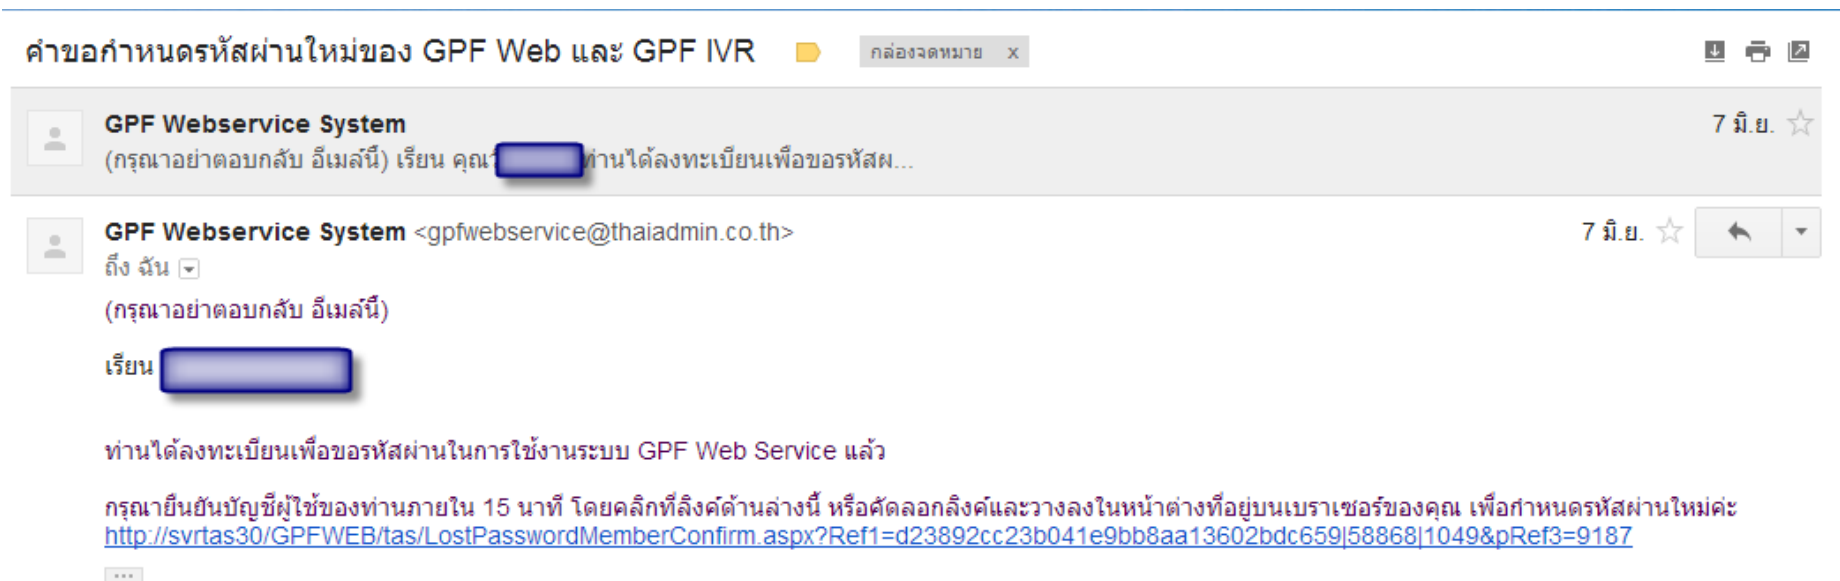 คำขอกำหนดรหัสผ่านใหม่ของ GPF Web และ GPF IVR กล่องจดหมาย x
GPF Webservice System 7 มิ.ย.
(กรุณาอย่าตอบกลับ อีเมล์นี้) เรียน คุณ ท่านได้ลงทะเบียนเพื่อขอรหัสผ...
GPF Webservice System <gpfwebservice@thaiadmin.co.th> 7 มิ.ย.
ถึง ฉัน
(กรุณาอย่าตอบกลับ อีเมล์นี้)
เรียน
ท่านได้ลงทะเบียนเพื่อขอรหัสผ่านในการใช้งานระบบ GPF Web Service แล้ว
กรุณายืนยันบัญชีผู้ใช้ของท่านภายใน 15 นาที โดยคลิกที่ลิงค์ด้านล่างนี้ หรือคัดลอกลิงค์และวางลงในหน้าต่างที่อยู่บนเบราเซอร์ของคุณ เพื่อกำหนดรหัสผ่านใหม่ค่ะ
http://svrtas30/GPFWEB/tas/LostPasswordMemberConfirm.aspx?Ref1=d23892cc23b041e9bb8aa13602bdc659|58868|1049&pRef3=9187